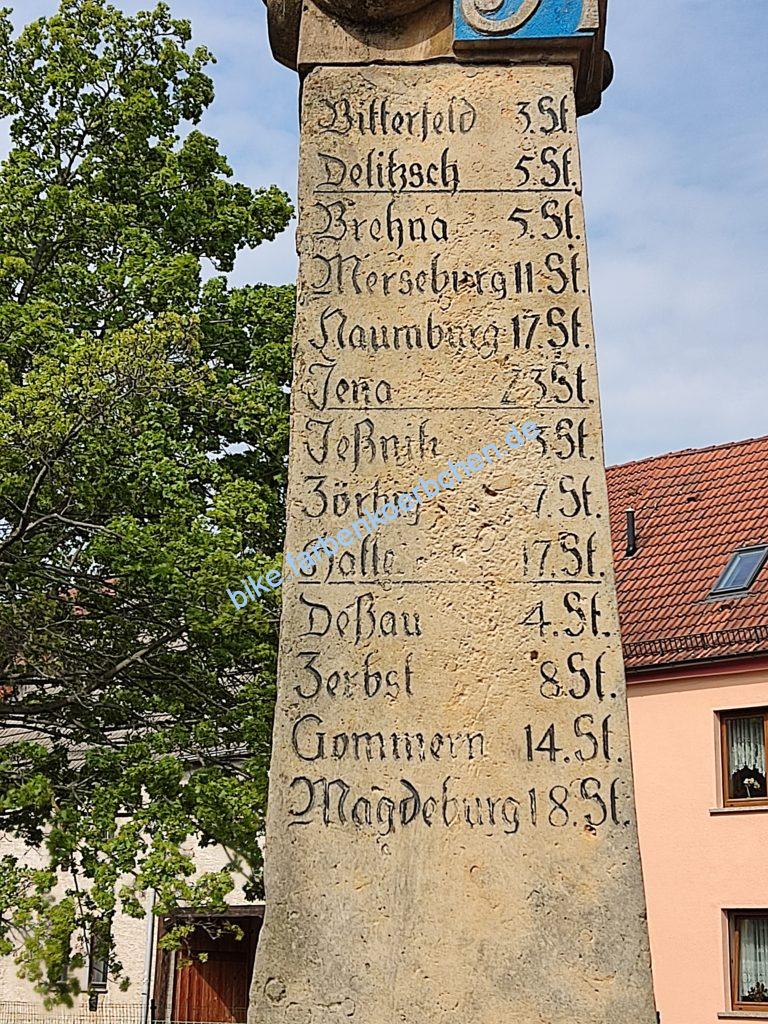 Bitterfeld 3.St.
Delitzsch 5.St.
Brehna 5.St.
Merseburg 11.St.
Naumburg 17.St.
Jena 23.St.
Jeßnitz 3.St.
Zörbig 7.St.
Halle 17.St.
Deßau 4.St.
Zerbst 8.St.
Gommern 14.St.
Magdeburg 18.St.
bike.farbenkoerbchen.de